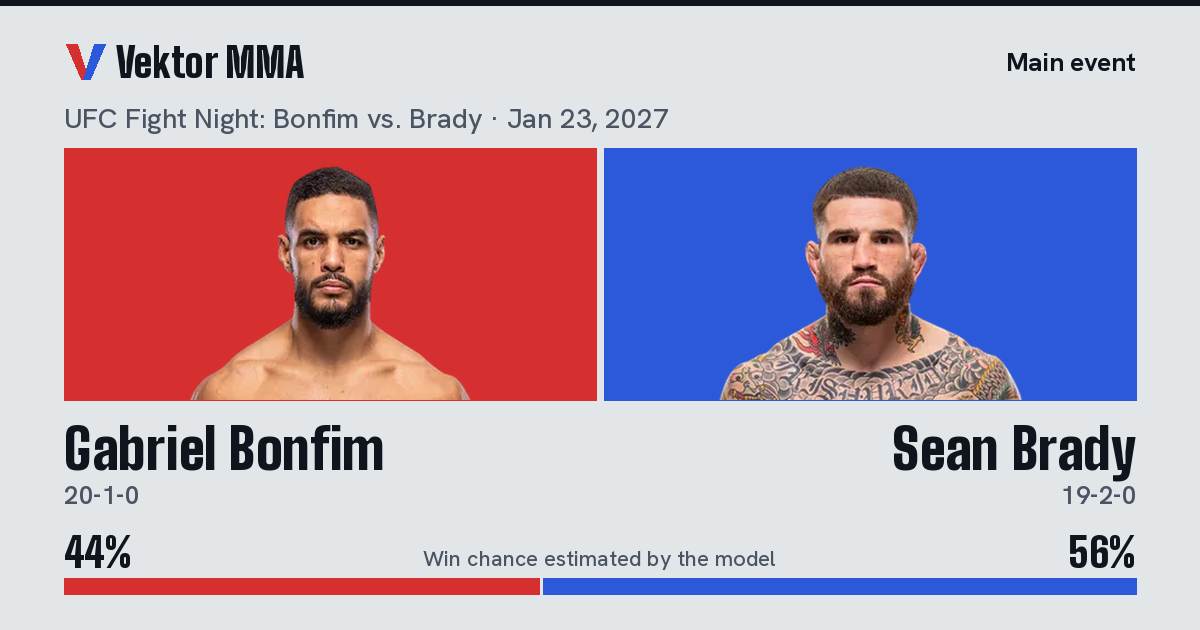 Vektor MMA
Main event
UFC Fight Night: Bonfim vs. Brady · Jan 23, 2027
Gabriel Bonfim
Sean Brady
20-1-0
19-2-0
44%
Win chance estimated by the model
56%